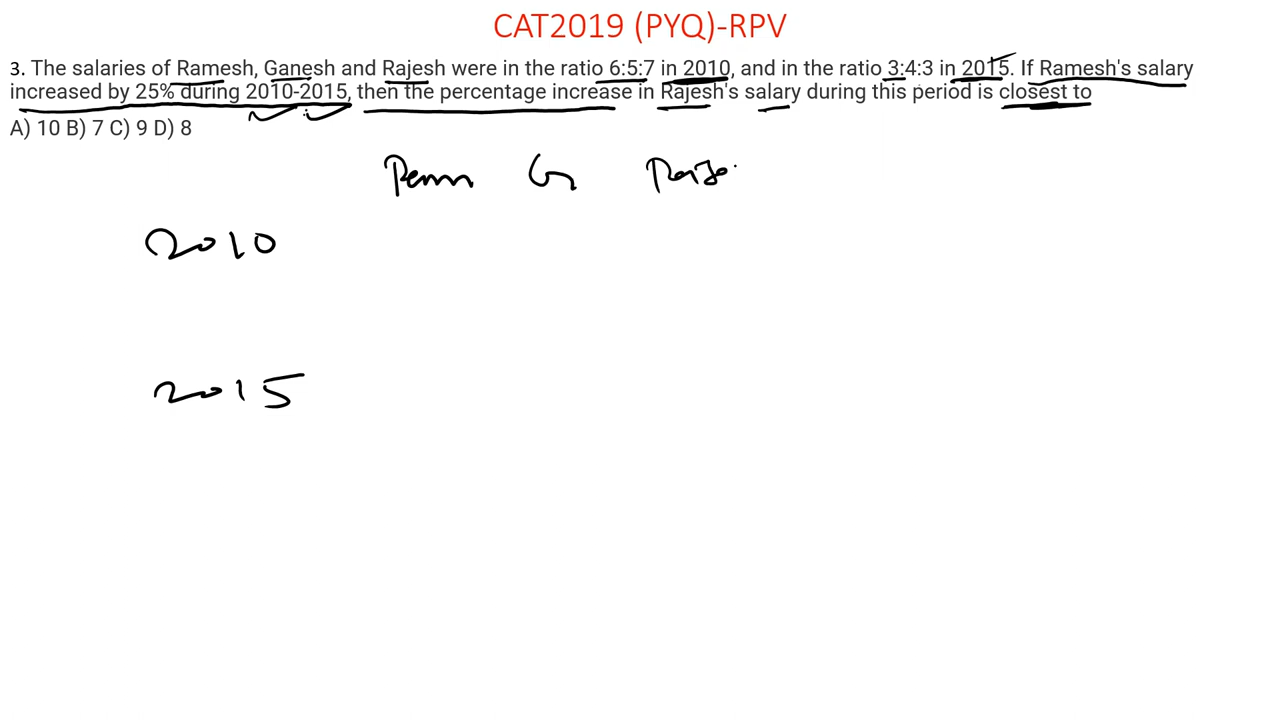 CAT2019 (PYQ)-RPV
3. The salaries of Ramesh, Ganesh and Rajesh were in the ratio 6:5:7 in 2010, and in the ratio 3:4:3 in 2015. If Ramesh's salary
increased by 25% during 2010-2015, then the percentage increase in Rajesh's salary during this period is closest to
A) 10 B) 7 C) 9 D) 8
G
2010
2015